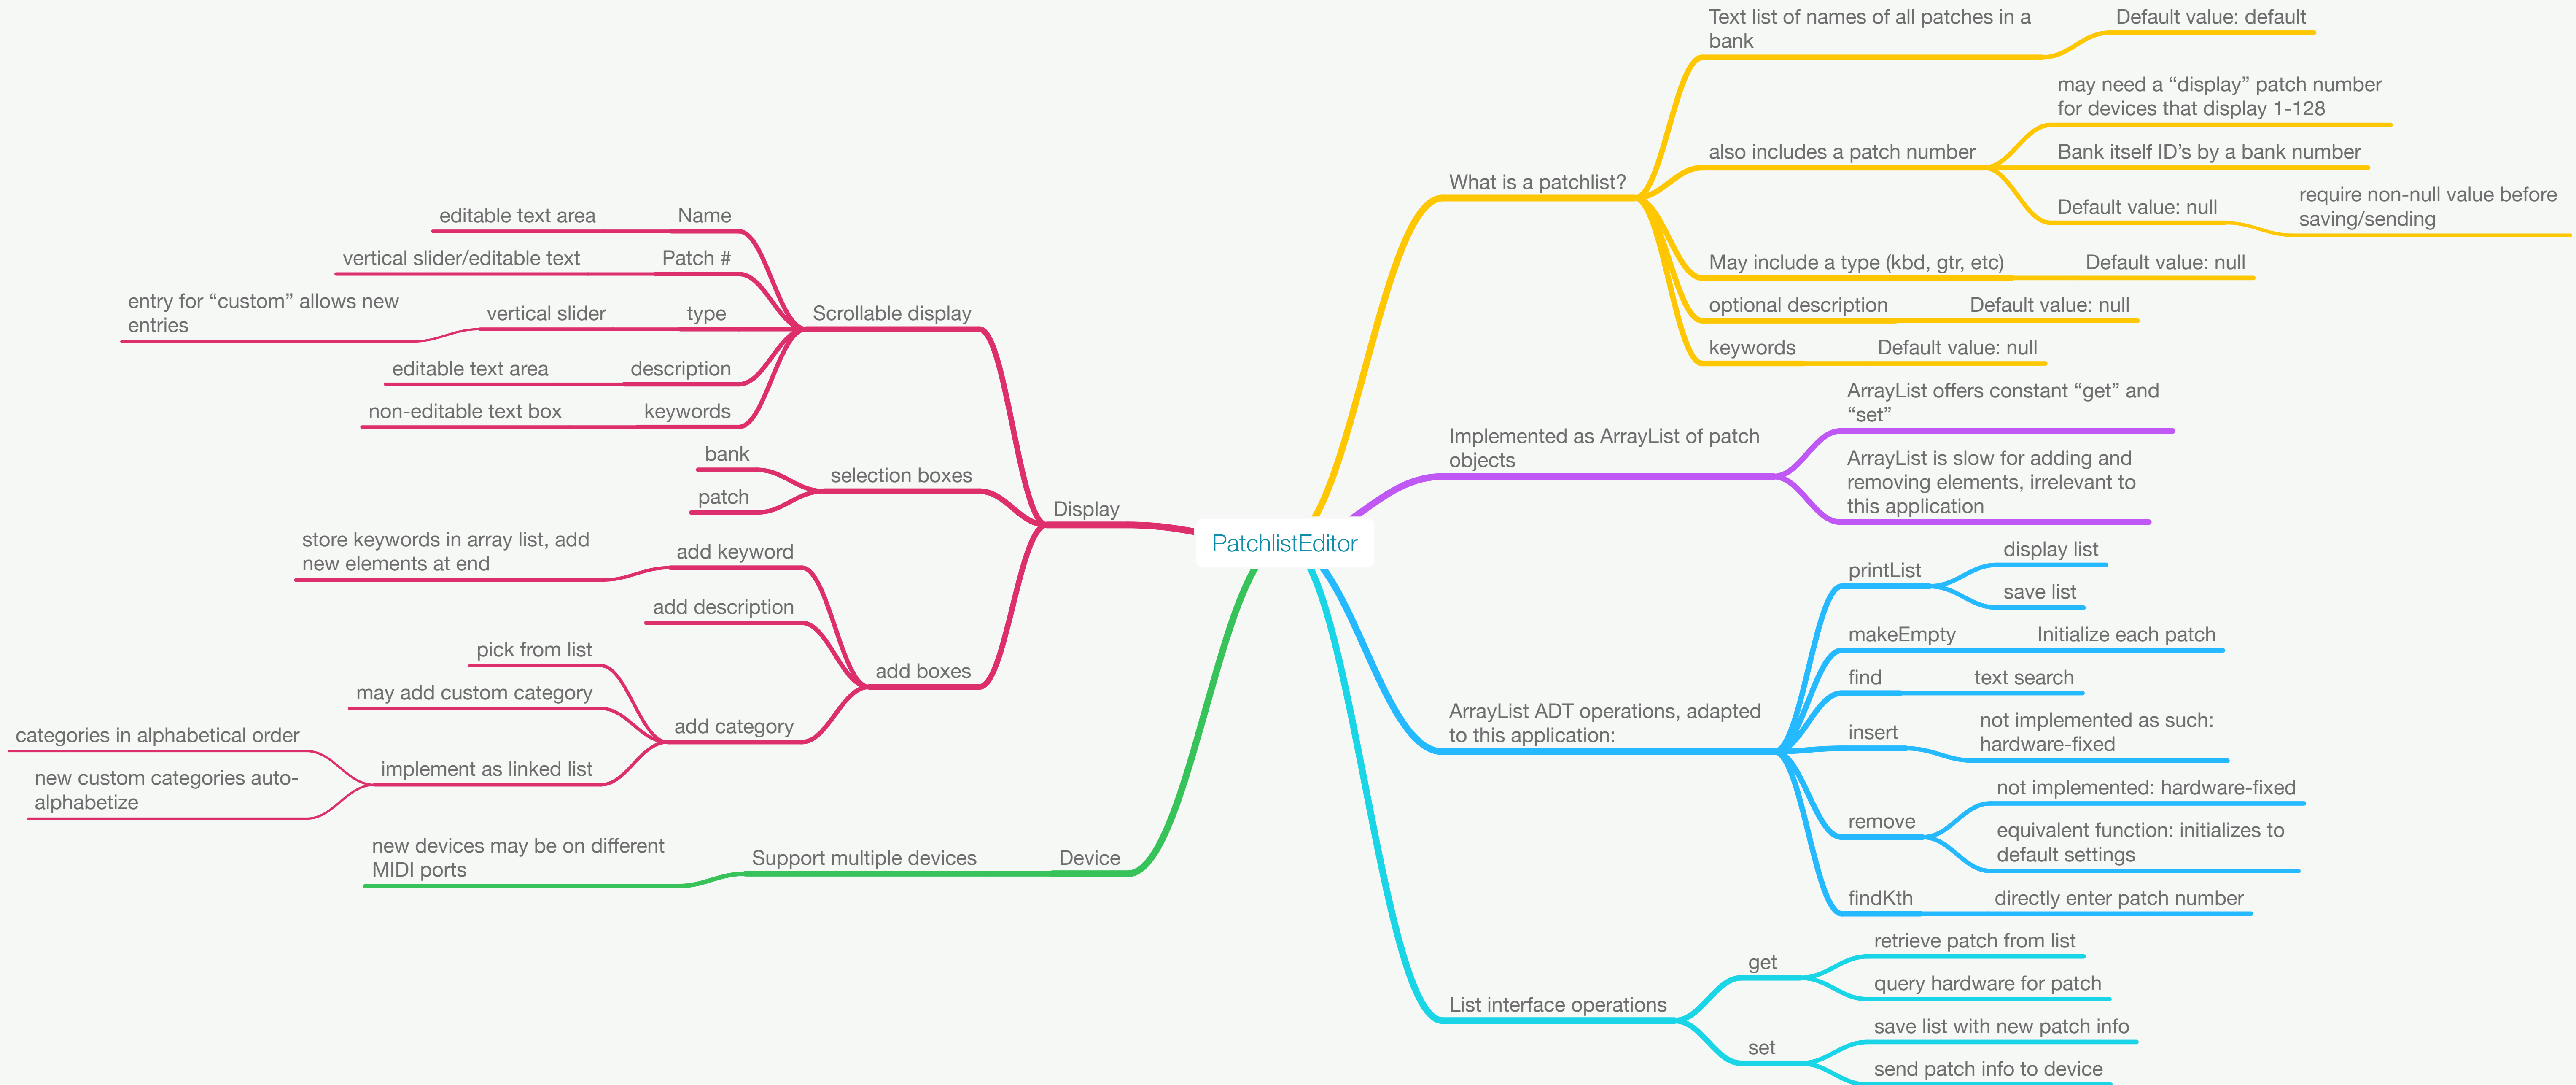 PatchlistEditor
What is a patchlist?
Text list of names of all patches in a
bank
Default value: default
also includes a patch number
may need a “display” patch number
for devices that display 1-128
Bank itself ID’s by a bank number
Default value: null
require non-null value before
saving/sending
May include a type (kbd, gtr, etc)
Default value: null
optional description
Default value: null
keywords
Default value: null
Implemented as ArrayList of patch
objects
ArrayList offers constant “get” and
“set”
ArrayList is slow for adding and
removing elements, irrelevant to
this application
ArrayList ADT operations, adapted
to this application:
printList
display list
save list
makeEmpty
Initialize each patch
find
text search
insert
not implemented as such:
hardware-fixed
remove
not implemented: hardware-fixed
equivalent function: initializes to
default settings
findKth
directly enter patch number
List interface operations
get
retrieve patch from list
query hardware for patch
set
save list with new patch info
send patch info to device
Display
Scrollable display
Name
editable text area
Patch #
vertical slider/editable text
type
vertical slider
entry for “custom” allows new
entries
description
editable text area
keywords
non-editable text box
selection boxes
bank
patch
add boxes
add keyword
store keywords in array list, add
new elements at end
add description
add category
pick from list
may add custom category
implement as linked list
categories in alphabetical order
new custom categories auto-
alphabetize
Device
Support multiple devices
new devices may be on different
MIDI ports